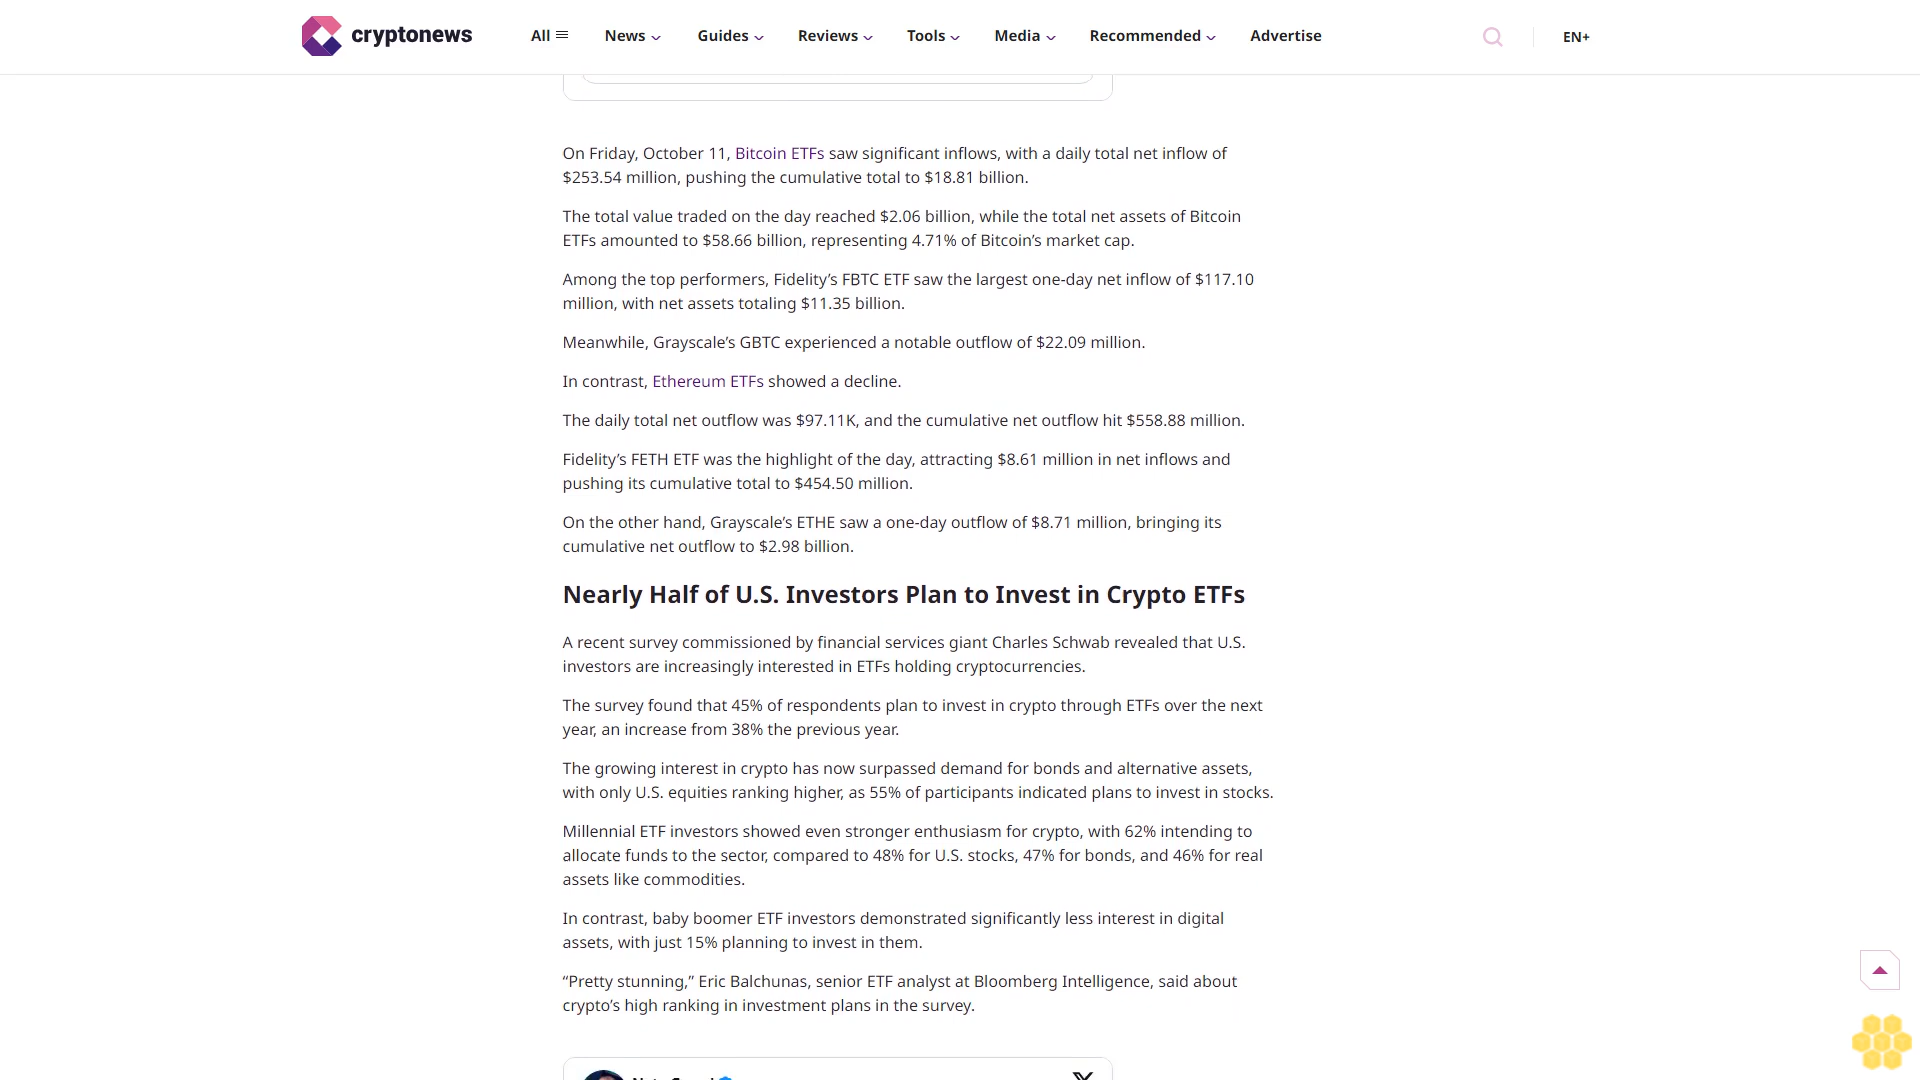 cryptonews
All
News
Guides
Reviews
Tools
Media
Recommended
Advertise
EN+
On Friday, October 11, Bitcoin ETFs saw significant inflows, with a daily total net inflow of
$253.54 million, pushing the cumulative total to $18.81 billion.
The total value traded on the day reached $2.06 billion, while the total net assets of Bitcoin
ETFs amounted to $58.66 billion, representing 4.71% of Bitcoin’s market cap.
Among the top performers, Fidelity’s FBTC ETF saw the largest one-day net inflow of $117.10
million, with net assets totaling $11.35 billion.
Meanwhile, Grayscale’s GBTC experienced a notable outflow of $22.09 million.
In contrast, Ethereum ETFs showed a decline.
The daily total net outflow was $97.11K, and the cumulative net outflow hit $558.88 million.
Fidelity’s FETH ETF was the highlight of the day, attracting $8.61 million in net inflows and
pushing its cumulative total to $454.50 million.
On the other hand, Grayscale’s ETHE saw a one-day outflow of $8.71 million, bringing its
cumulative net outflow to $2.98 billion.
Nearly Half of U.S. Investors Plan to Invest in Crypto ETFs
A recent survey commissioned by financial services giant Charles Schwab revealed that U.S.
investors are increasingly interested in ETFs holding cryptocurrencies.
The survey found that 45% of respondents plan to invest in crypto through ETFs over the next
year, an increase from 38% the previous year.
The growing interest in crypto has now surpassed demand for bonds and alternative assets,
with only U.S. equities ranking higher, as 55% of participants indicated plans to invest in stocks.
Millennial ETF investors showed even stronger enthusiasm for crypto, with 62% intending to
allocate funds to the sector, compared to 48% for U.S. stocks, 47% for bonds, and 46% for real
assets like commodities.
In contrast, baby boomer ETF investors demonstrated significantly less interest in digital
assets, with just 15% planning to invest in them.
“Pretty stunning,” Eric Balchunas, senior ETF analyst at Bloomberg Intelligence, said about
crypto’s high ranking in investment plans in the survey.